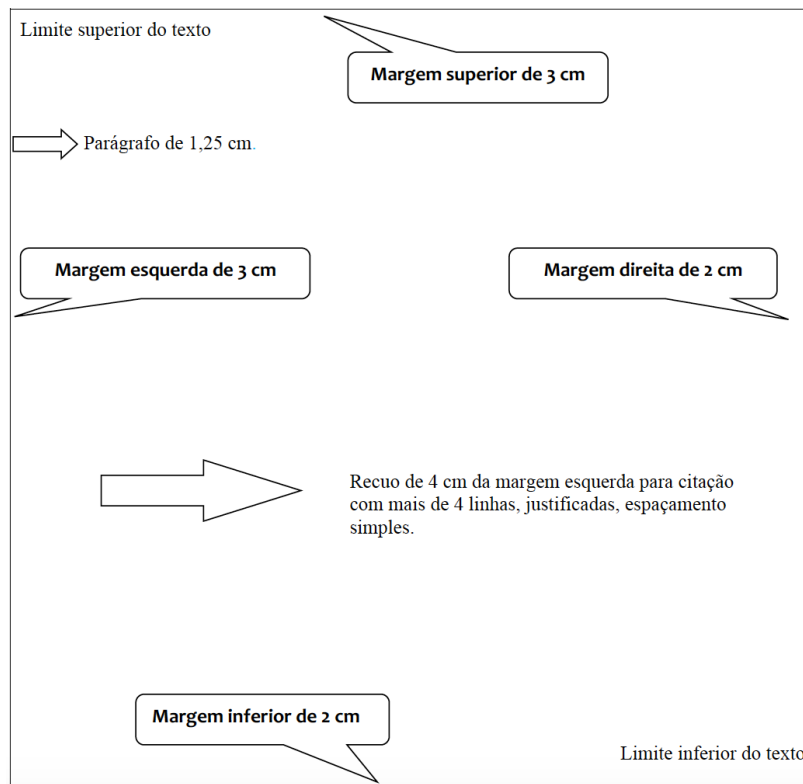 Limite superior do texto
Margem superior de 3 cm
Parágrafo de 1,25 cm.
Margem esquerda de 3 cm
Margem direita de 2 cm
Recuo de 4 cm da margem esquerda para citação
com mais de 4 linhas, justificadas, espaçamento
simples.
Margem inferior de 2 cm
Limite inferior do texto